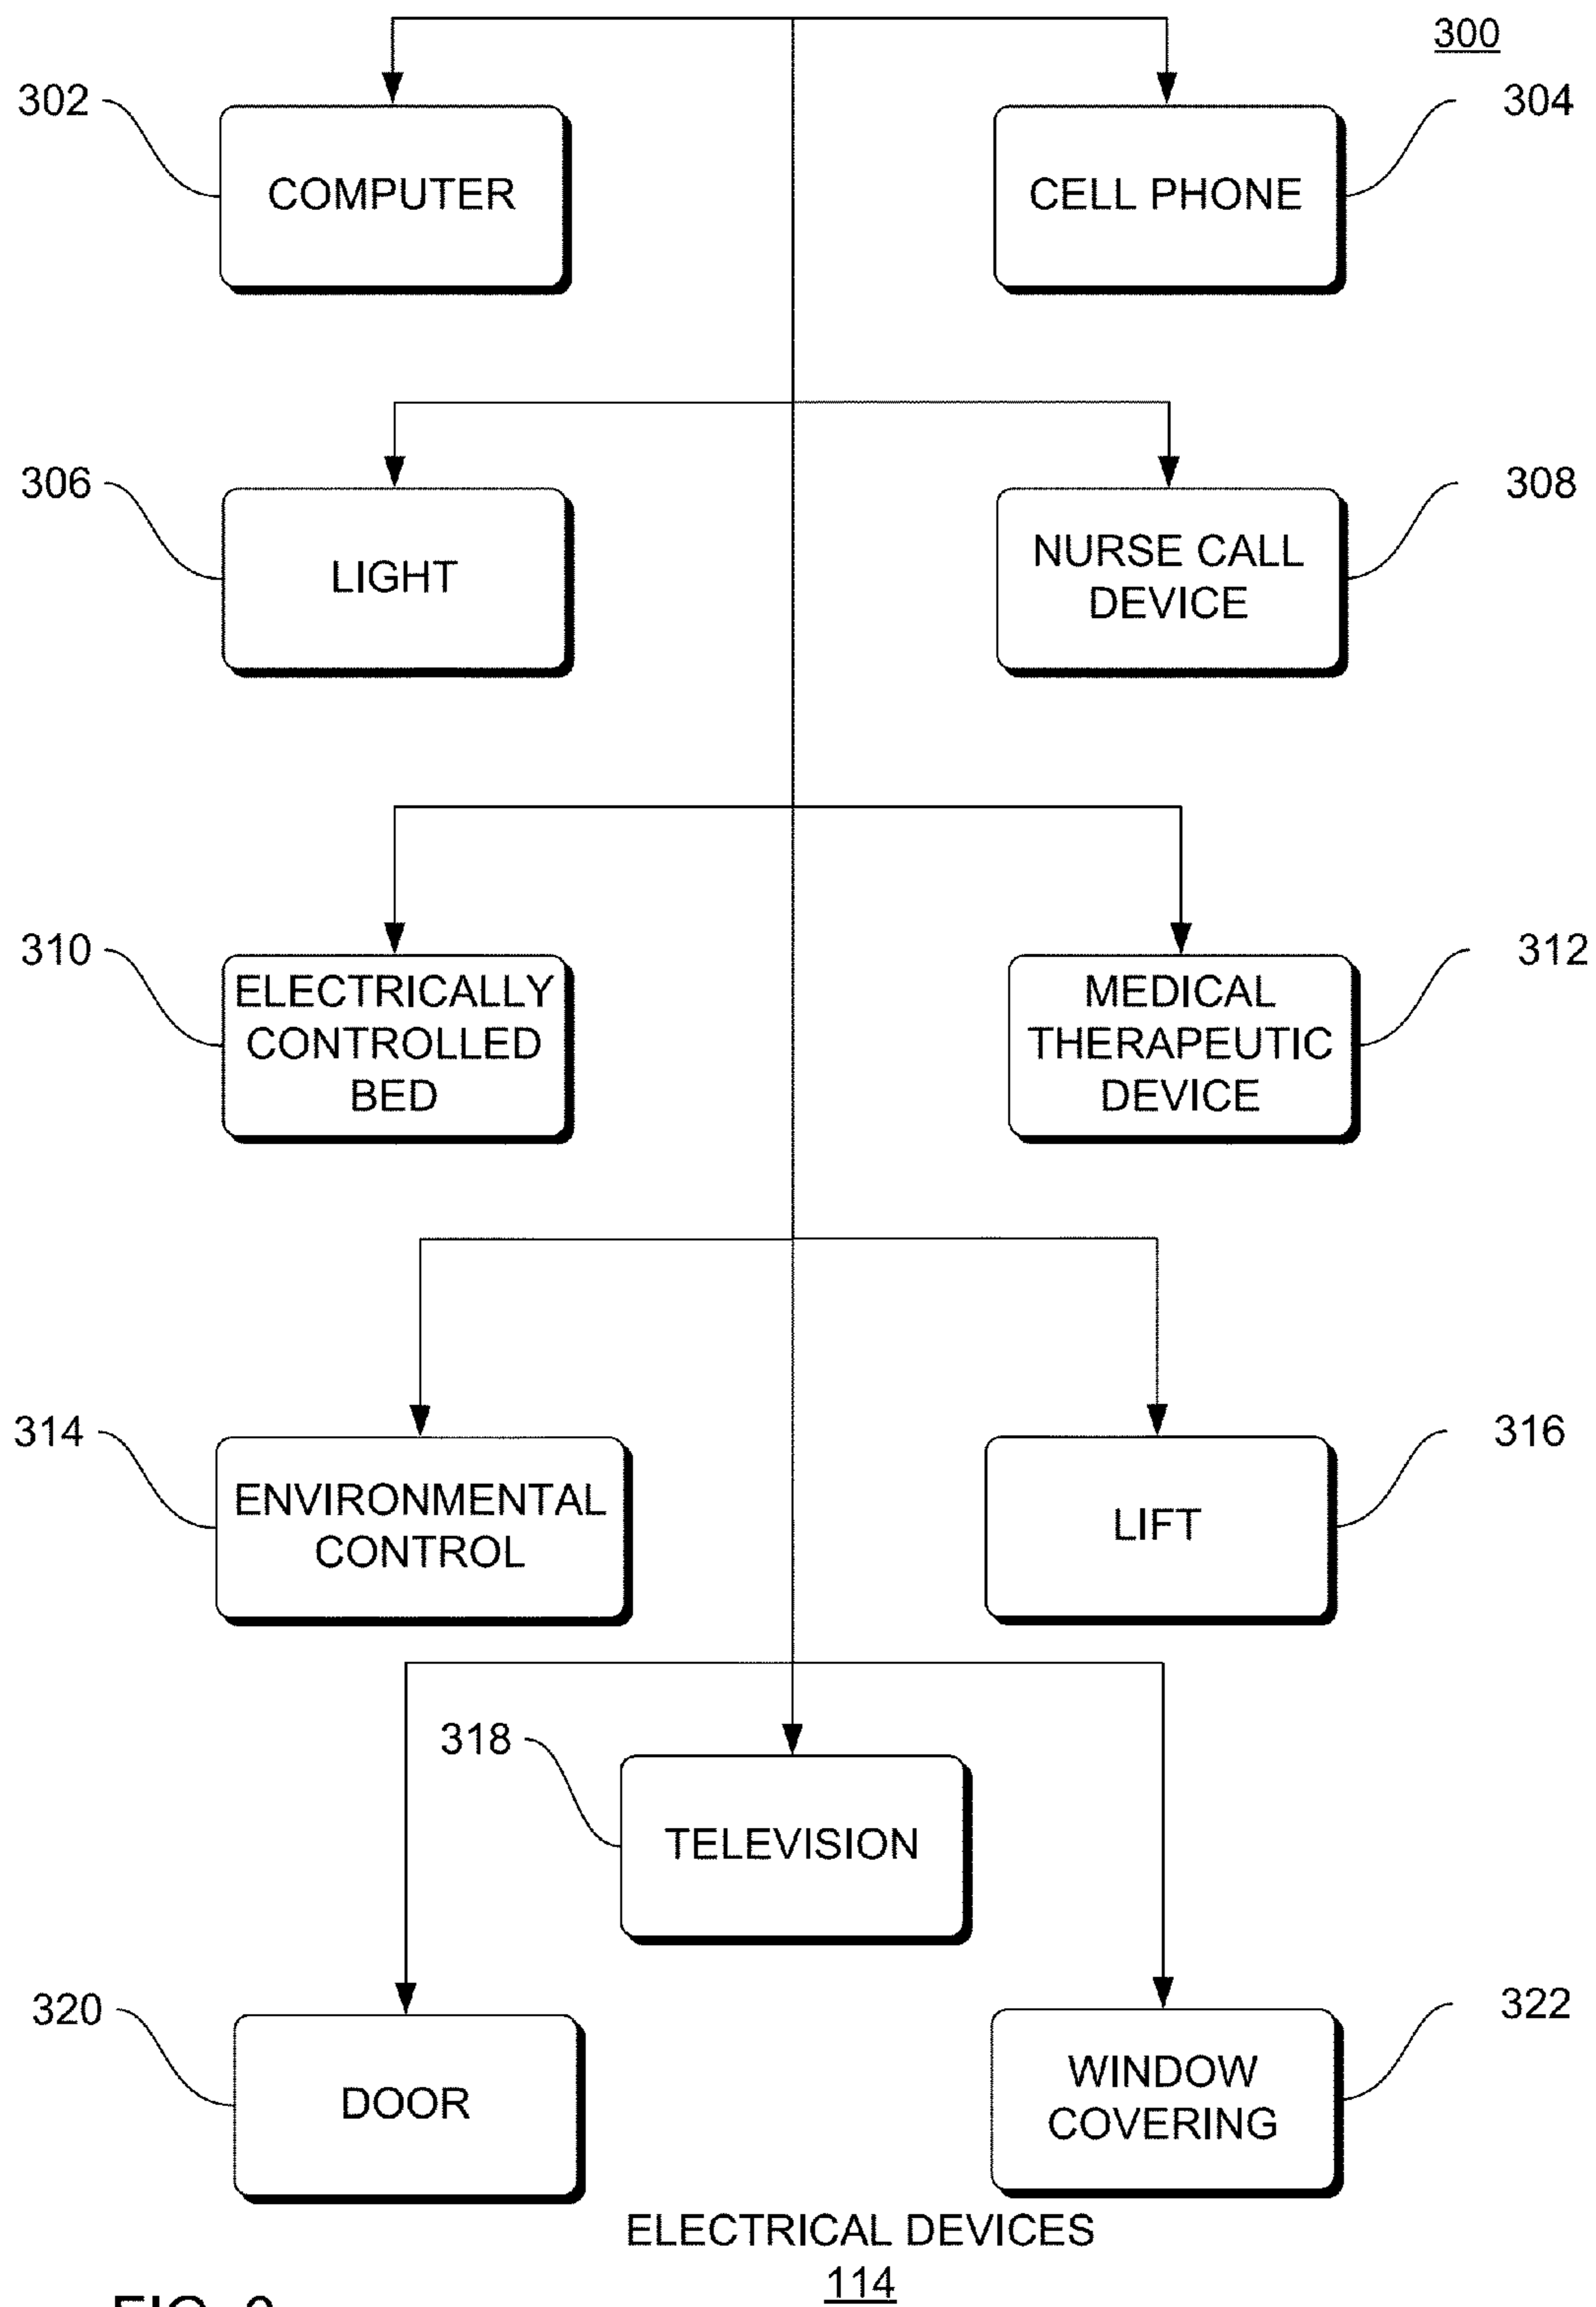 300
302
COMPUTER
304
CELL PHONE
306
LIGHT
308
NURSE CALL
DEVICE
310
ELECTRICALLY
CONTROLLED
BED
312
MEDICAL
THERAPEUTIC
DEVICE
314
ENVIRONMENTAL
CONTROL
316
LIFT
318
TELEVISION
320
DOOR
322
WINDOW
COVERING
ELECTRICAL DEVICES
114
FIG.